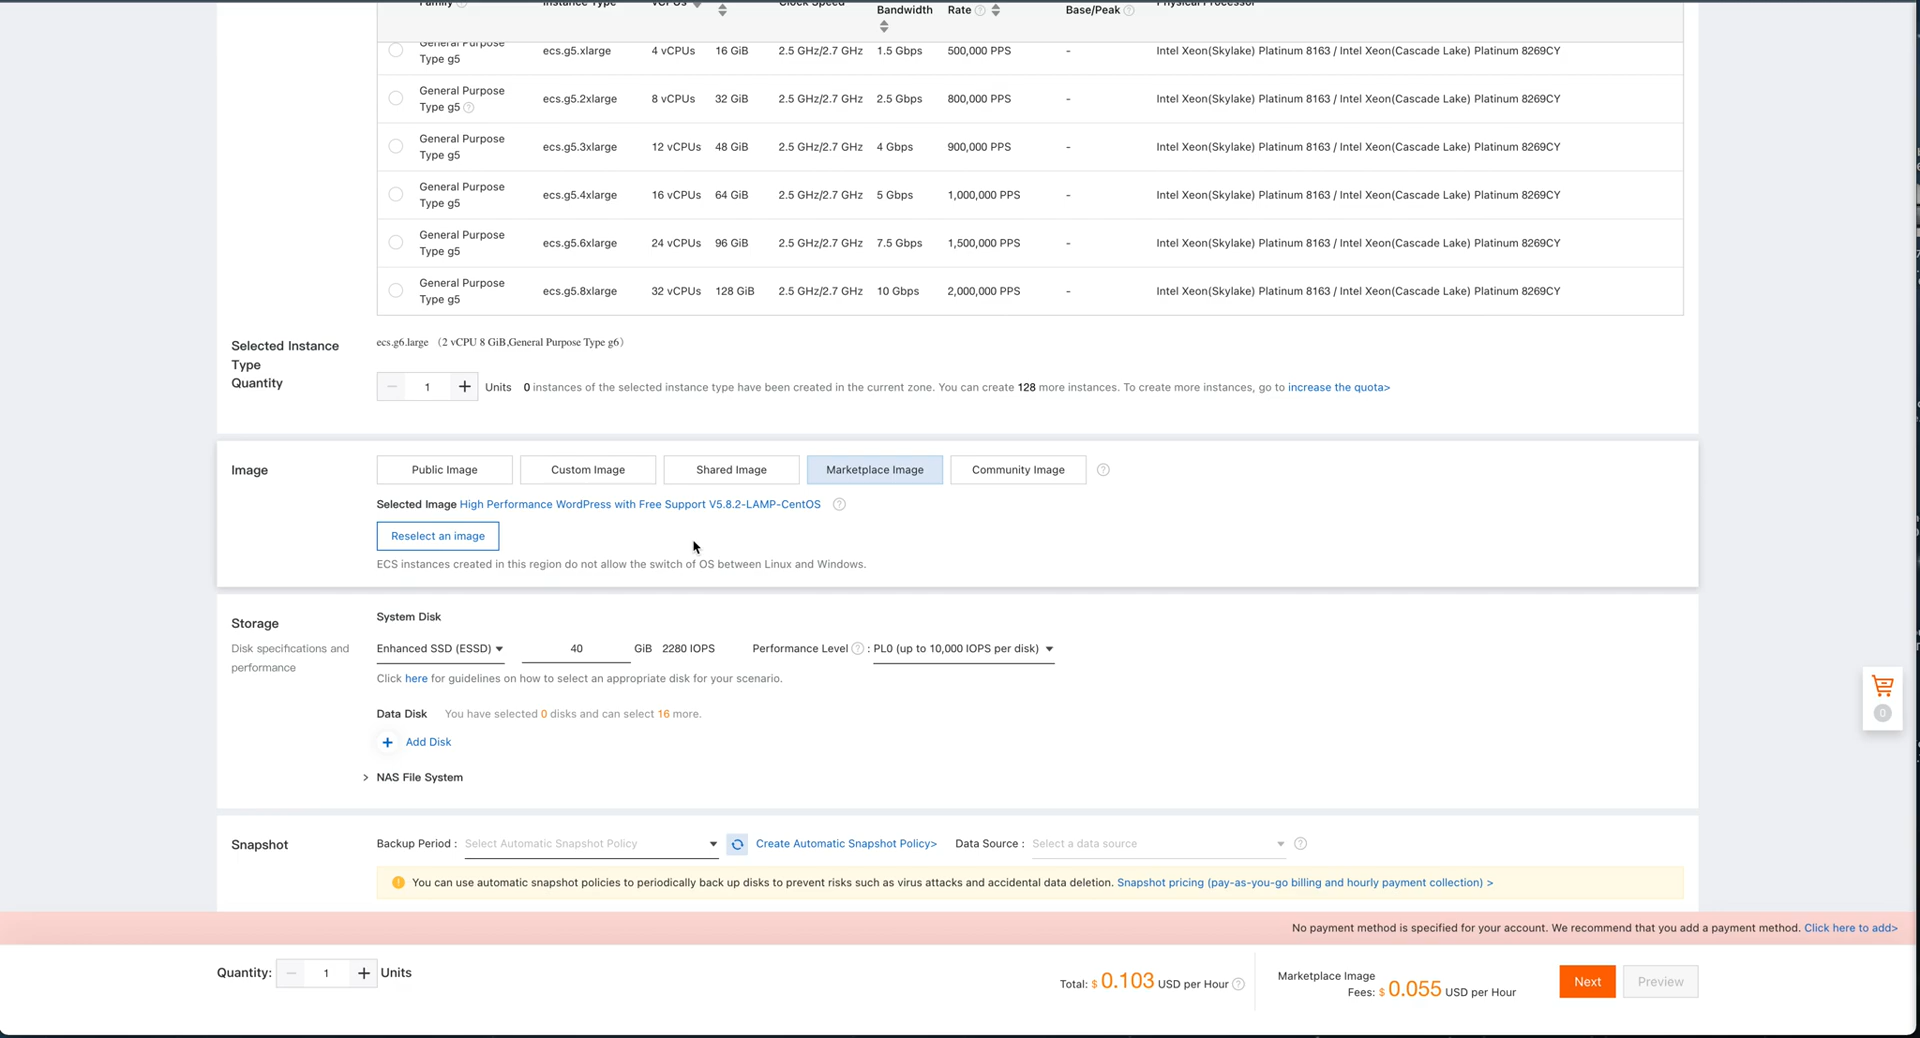 Family Instance Type vCPUs Clock Speed Physical Processor
Bandwidth Rate Base/Peak
General Purpose
Type g5 ecs.g5.xlarge 4 vCPUs 16 GiB 2.5 GHz/2.7 GHz 1.5 Gbps 500,000 PPS - Intel Xeon(Skylake) Platinum 8163 / Intel Xeon(Cascade Lake) Platinum 8269CY
General Purpose
Type g5 ecs.g5.2xlarge 8 vCPUs 32 GiB 2.5 GHz/2.7 GHz 2.5 Gbps 800,000 PPS - Intel Xeon(Skylake) Platinum 8163 / Intel Xeon(Cascade Lake) Platinum 8269CY
General Purpose
Type g5 ecs.g5.3xlarge 12 vCPUs 48 GiB 2.5 GHz/2.7 GHz 4 Gbps 900,000 PPS - Intel Xeon(Skylake) Platinum 8163 / Intel Xeon(Cascade Lake) Platinum 8269CY
General Purpose
Type g5 ecs.g5.4xlarge 16 vCPUs 64 GiB 2.5 GHz/2.7 GHz 5 Gbps 1,000,000 PPS - Intel Xeon(Skylake) Platinum 8163 / Intel Xeon(Cascade Lake) Platinum 8269CY
General Purpose
Type g5 ecs.g5.6xlarge 24 vCPUs 96 GiB 2.5 GHz/2.7 GHz 7.5 Gbps 1,500,000 PPS - Intel Xeon(Skylake) Platinum 8163 / Intel Xeon(Cascade Lake) Platinum 8269CY
General Purpose
Type g5 ecs.g5.8xlarge 32 vCPUs 128 GiB 2.5 GHz/2.7 GHz 10 Gbps 2,000,000 PPS - Intel Xeon(Skylake) Platinum 8163 / Intel Xeon(Cascade Lake) Platinum 8269CY
Selected Instance
Type
ecs.g6.large （2 vCPU 8 GiB,General Purpose Type g6）
Quantity
1 Units 0 instances of the selected instance type have been created in the current zone. You can create 128 more instances. To create more instances, go to increase the quota>
Image Public Image Custom Image Shared Image Marketplace Image Community Image
Selected Image High Performance WordPress with Free Support V5.8.2-LAMP-CentOS
Reselect an image
ECS instances created in this region do not allow the switch of OS between Linux and Windows.
Storage
Disk specifications and
performance
System Disk
Enhanced SSD (ESSD) 40 GiB 2280 IOPS Performance Level : PL0 (up to 10,000 IOPS per disk)
Click here for guidelines on how to select an appropriate disk for your scenario.
Data Disk You have selected 0 disks and can select 16 more.
+ Add Disk
> NAS File System
0
Snapshot Backup Period : Select Automatic Snapshot Policy Create Automatic Snapshot Policy> Data Source : Select a data source
You can use automatic snapshot policies to periodically back up disks to prevent risks such as virus attacks and accidental data deletion. Snapshot pricing (pay-as-you-go billing and hourly payment collection) >
No payment method is specified for your account. We recommend that you add a payment method. Click here to add>
Quantity: 1 Units
Total: $ 0.103 USD per Hour
Marketplace Image
Fees: $ 0.055 USD per Hour
Next Preview